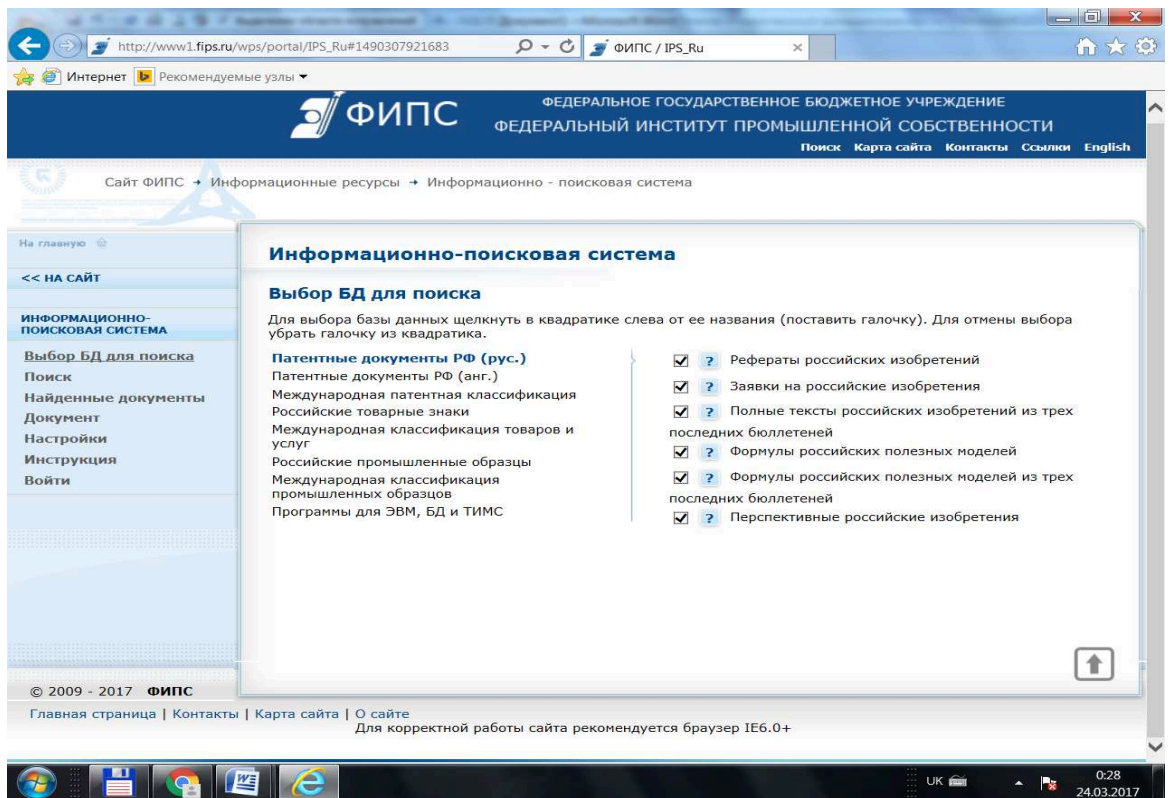 http://www1.fips.ru/wps/portal/IPS_Ru#1490307921683
ФИПС / IPS_Ru
Интернет
Рекомендуемые узлы
ФИПС
ФЕДЕРАЛЬНОЕ ГОСУДАРСТВЕННОЕ БЮДЖЕТНОЕ УЧРЕЖДЕНИЕ
ФЕДЕРАЛЬНЫЙ ИНСТИТУТ ПРОМЫШЛЕННОЙ СОБСТВЕННОСТИ
Поиск Карта сайта Контакты Ссылки English
Сайт ФИПС → Информационные ресурсы → Информационно - поисковая система
На главную
<< НА САЙТ
ИНФОРМАЦИОННО-
ПОИСКОВАЯ СИСТЕМА
Выбор БД для поиска
Поиск
Найденные документы
Документ
Настройки
Инструкция
Войти
Информационно-поисковая система
Выбор БД для поиска
Для выбора базы данных щелкнуть в квадратике слева от ее названия (поставить галочку). Для отмены выбора
убрать галочку из квадратика.
Патентные документы РФ (рус.)
Патентные документы РФ (анг.)
Международная патентная классификация
Российские товарные знаки
Международная классификация товаров и
услуг
Российские промышленные образцы
Международная классификация
промышленных образцов
Программы для ЭВМ, БД и ТИМС
? Рефераты российских изобретений
? Заявки на российские изобретения
? Полные тексты российских изобретений из трех
последних бюллетеней
? Формулы российских полезных моделей
? Формулы российских полезных моделей из трех
последних бюллетеней
? Перспективные российские изобретения
© 2009 - 2017 ФИПС
Главная страница | Контакты | Карта сайта | О сайте
Для корректной работы сайта рекомендуется браузер IE6.0+
UK
0:28
24.03.2017